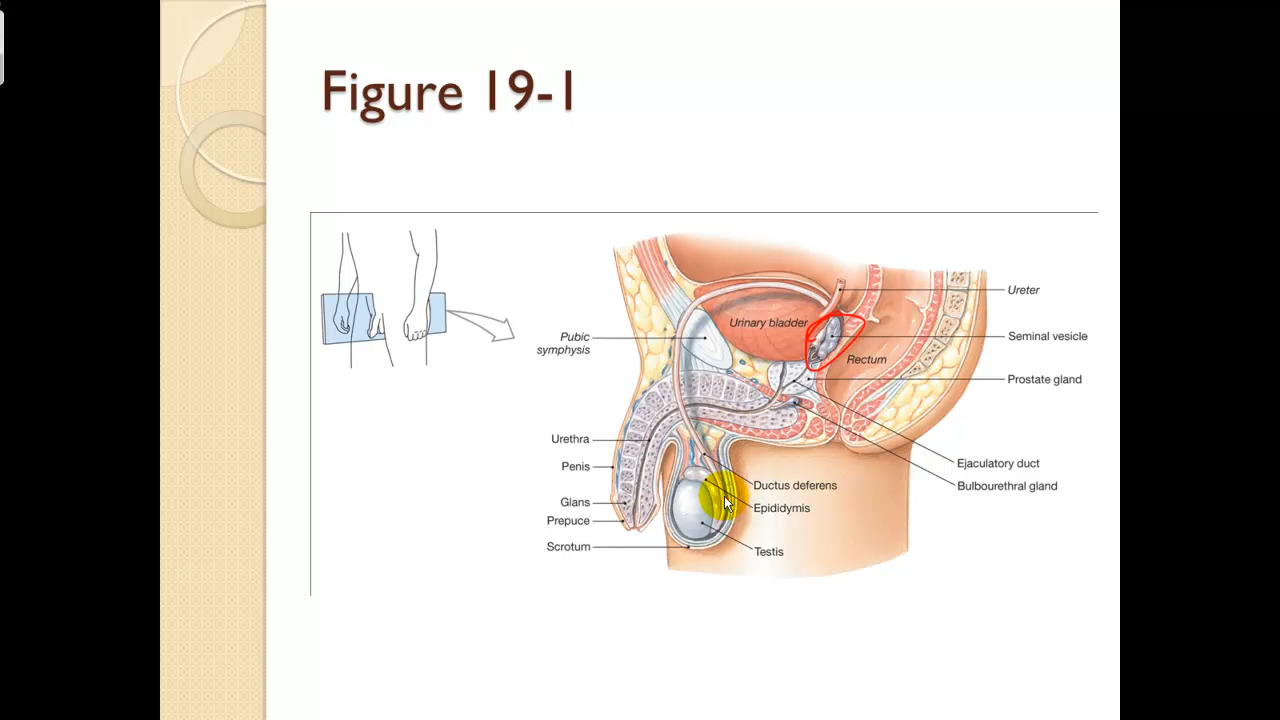 Figure 19-1
Ureter
Urinary bladder
Pubic
symphysis
Seminal vesicle
Rectum
Prostate gland
Urethra
Penis
Ejaculatory duct
Ductus deferens
Bulbourethral gland
Glans
Epididymis
Prepuce
Scrotum
Testis